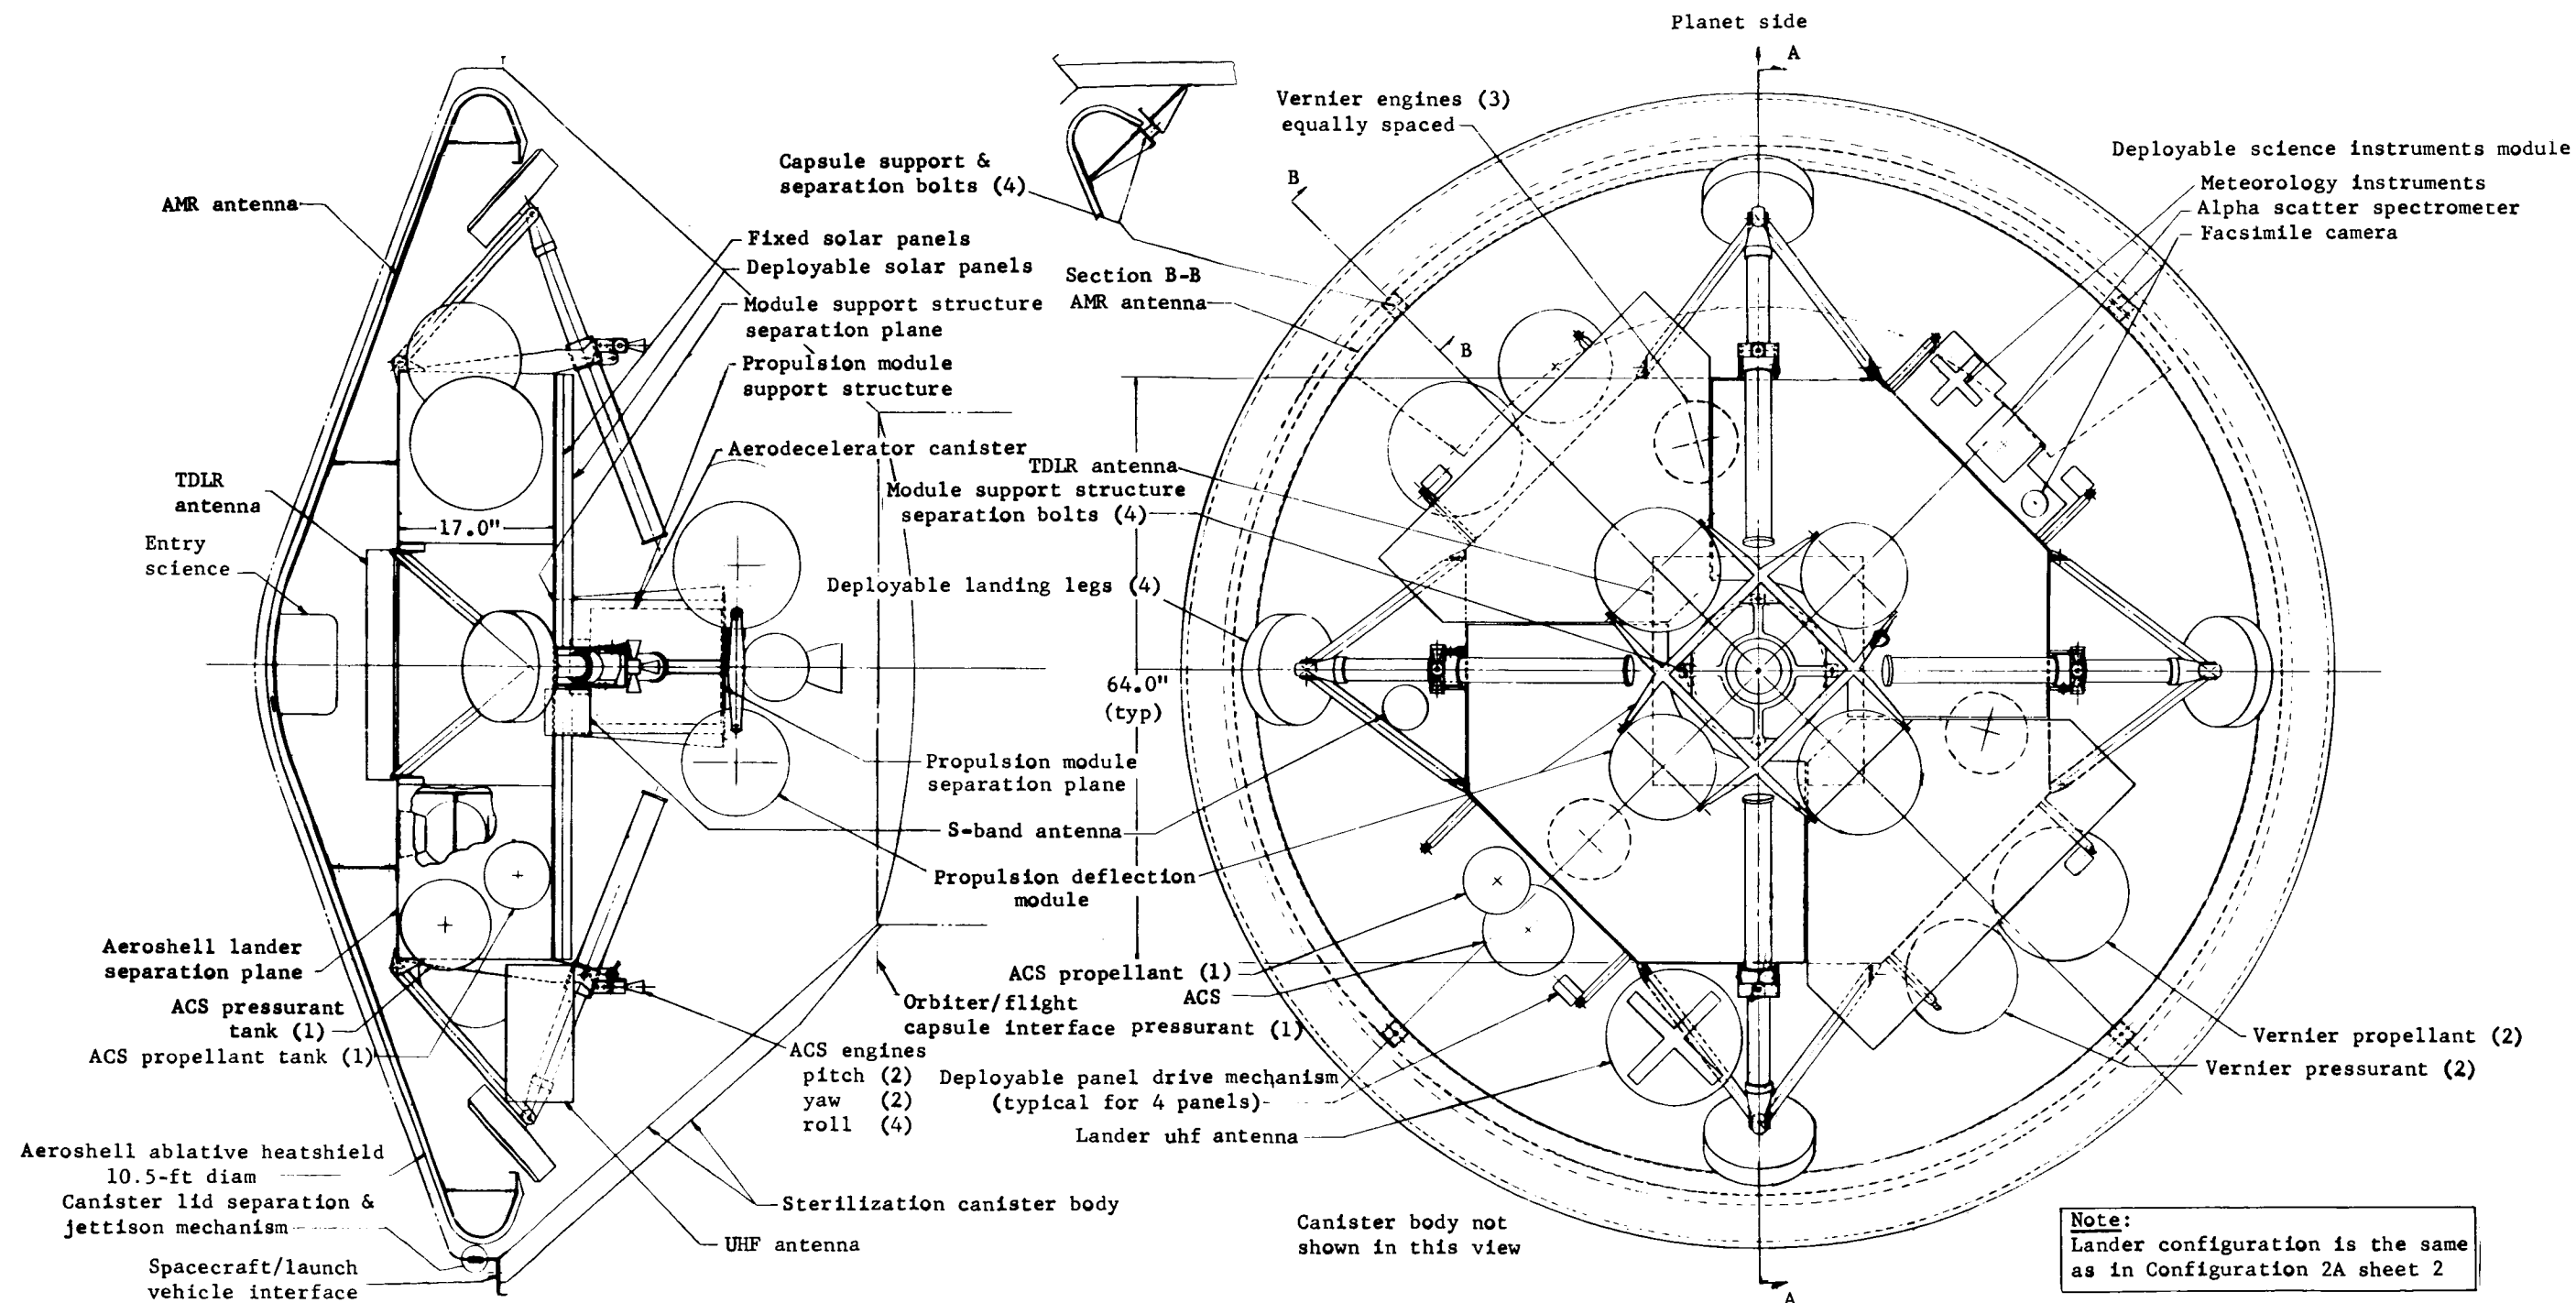 Planet side
A
Vernier engines (3)
equally spaced
Deployable science instruments module
Capsule support &
separation bolts (4)
B
Meteorology instruments
Alpha scatter spectrometer
Facsimile camera
AMR antenna
Fixed solar panels
Deployable solar panels
Module support structure
separation plane
Section B-B
AMR antenna
B
Propulsion module
support structure
Aerodecelerator canister
TDLR antenna
Module support structure
separation bolts (4)
TDLR
antenna
17.0"
Entry
science
Deployable landing legs (4)
64.0"
(typ)
Propulsion module
separation plane
S-band antenna
Propulsion deflection
module
Aeroshell lander
separation plane
ACS propellant (1)
ACS
pressurant (1)
Orbiter/flight
capsule interface
ACS pressurant
tank (1)
ACS propellant tank (1)
ACS engines
pitch (2)
yaw (2)
roll (4)
Deployable panel drive mechanism
(typical for 4 panels)
Lander uhf antenna
Vernier propellant (2)
Vernier pressurant (2)
Aeroshell ablative heatshield
10.5-ft diam
Canister lid separation &
jettison mechanism
Sterilization canister body
UHF antenna
Spacecraft/launch
vehicle interface
Canister body not
shown in this view
Note:
Lander configuration is the same
as in Configuration 2A sheet 2
A